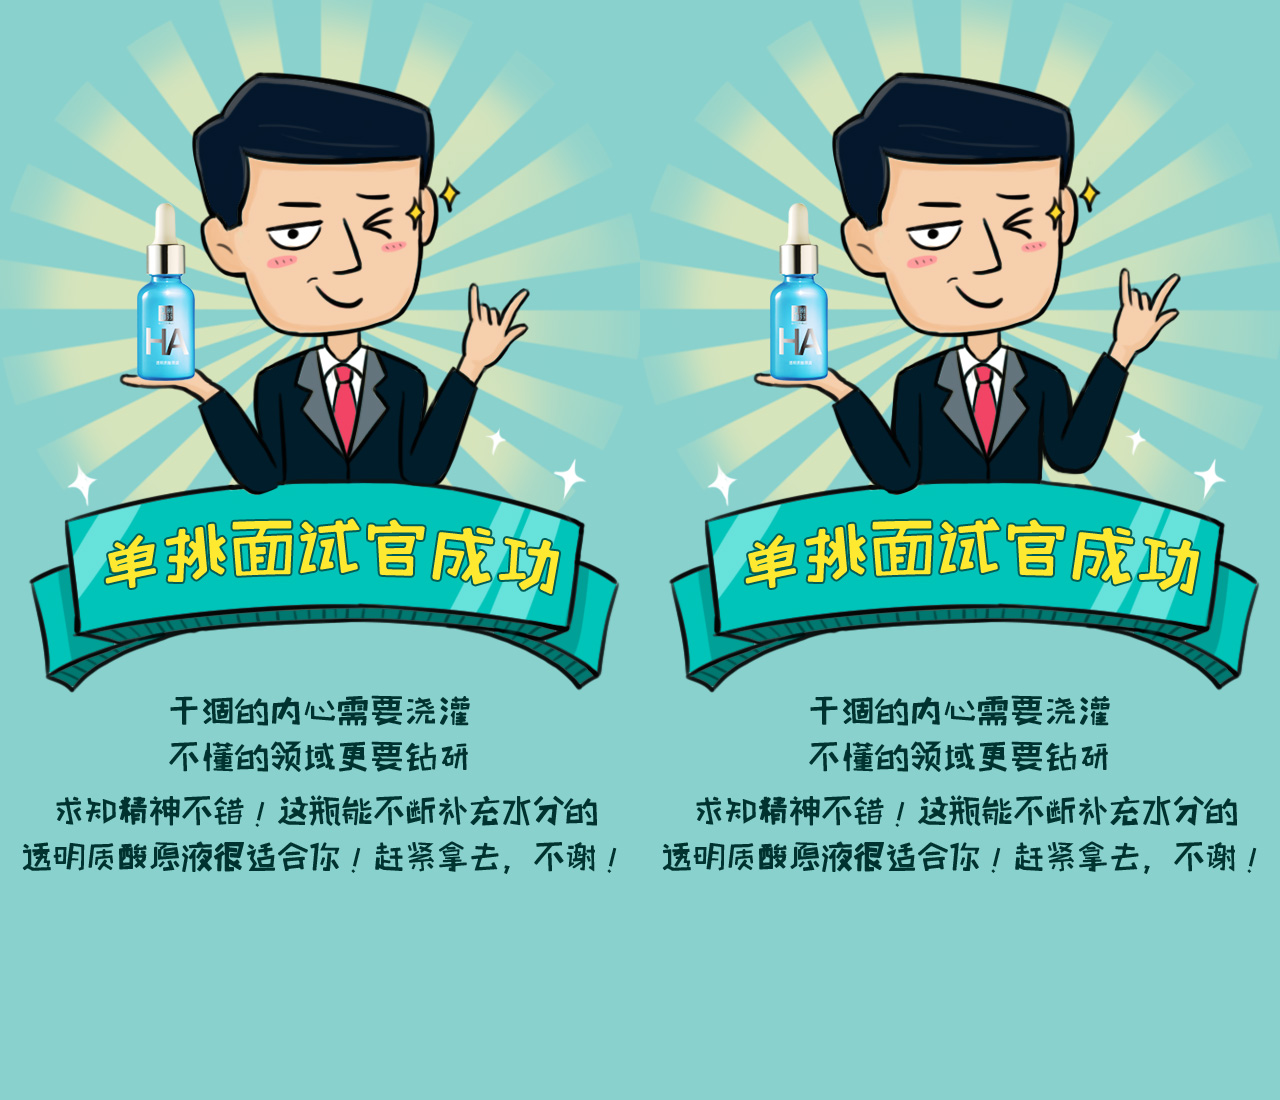 HA
单挑面试官成功
干涸的内心需要浇灌
不懂的领域更要钻研
求知精神不错！这瓶能不断补充水分的
透明质酸原液很适合你！赶紧拿去，不谢！
HA
单挑面试官成功
干涸的内心需要浇灌
不懂的领域更要钻研
求知精神不错！这瓶能不断补充水分的
透明质酸原液很适合你！赶紧拿去，不谢！